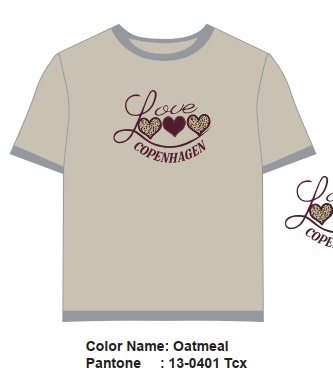 Love
COPENHAGEN
Color Name: Oatmeal
Pantone : 13-0401 Tcx